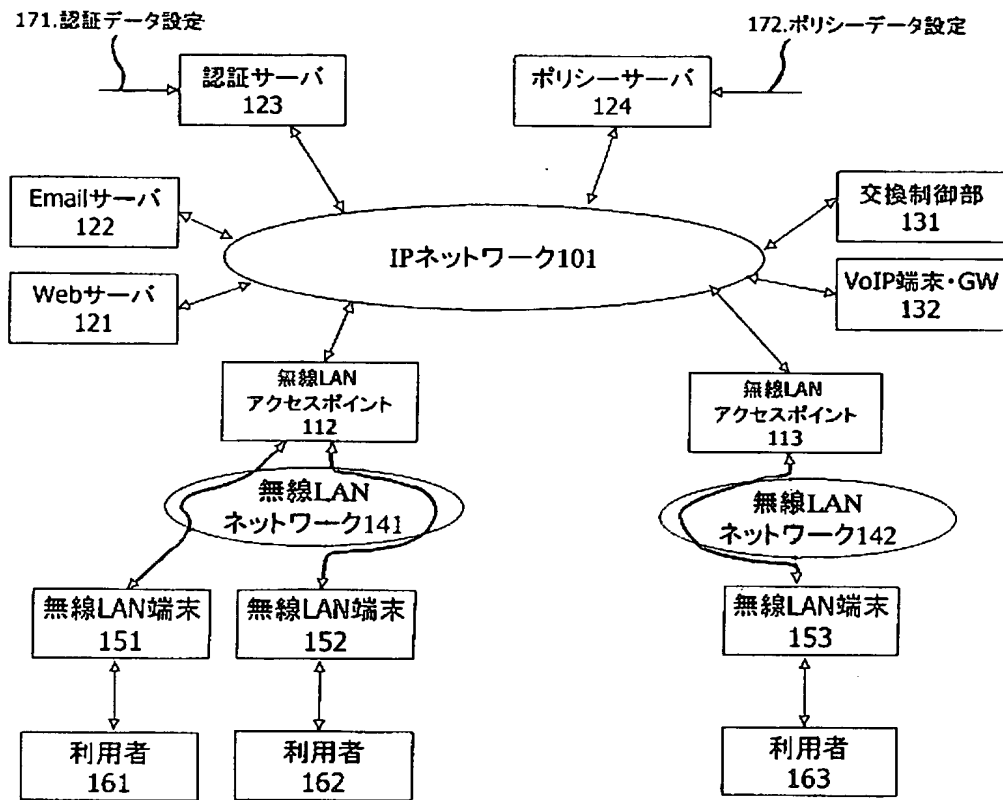 171.認証データ設定
172.ポリシーデータ設定
認証サーバ
123
ポリシーサーバ
124
Emailサーバ
122
交換制御部
131
IPネットワーク101
Webサーバ
121
VoIP端末・GW
132
無線LAN
アクセスポイント
112
無線LAN
アクセスポイント
113
無線LAN
ネットワーク141
無線LAN
ネットワーク142
無線LAN端末
151
無線LAN端末
152
無線LAN端末
153
利用者
161
利用者
162
利用者
163